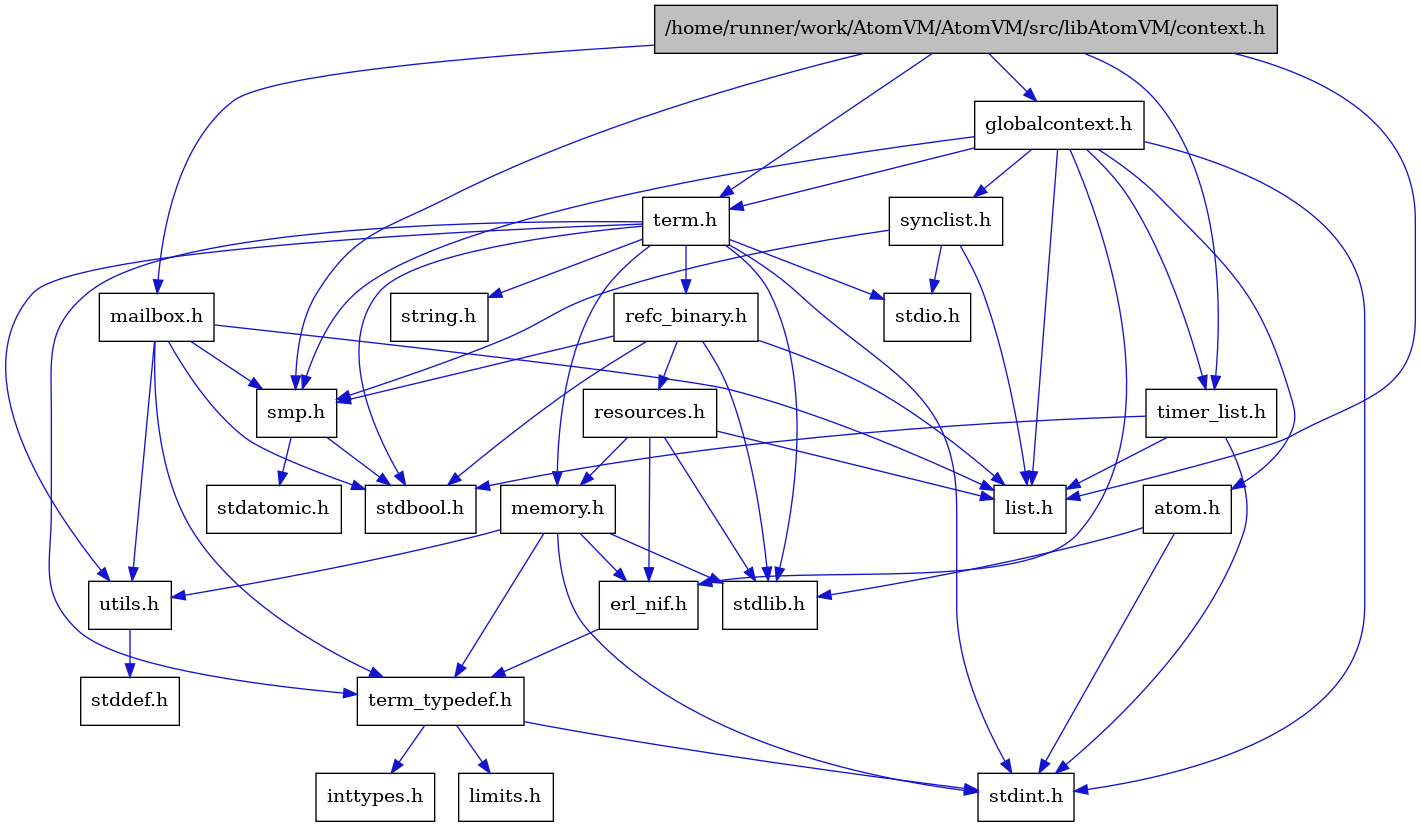 /home/runner/work/AtomVM/AtomVM/src/libAtomVM/context.h
globalcontext.h
term.h
synclist.h
mailbox.h
string.h
refc_binary.h
stdio.h
smp.h
resources.h
timer_list.h
stdatomic.h
stdbool.h
memory.h
list.h
atom.h
utils.h
erl_nif.h
stdlib.h
stddef.h
term_typedef.h
inttypes.h
limits.h
stdint.h